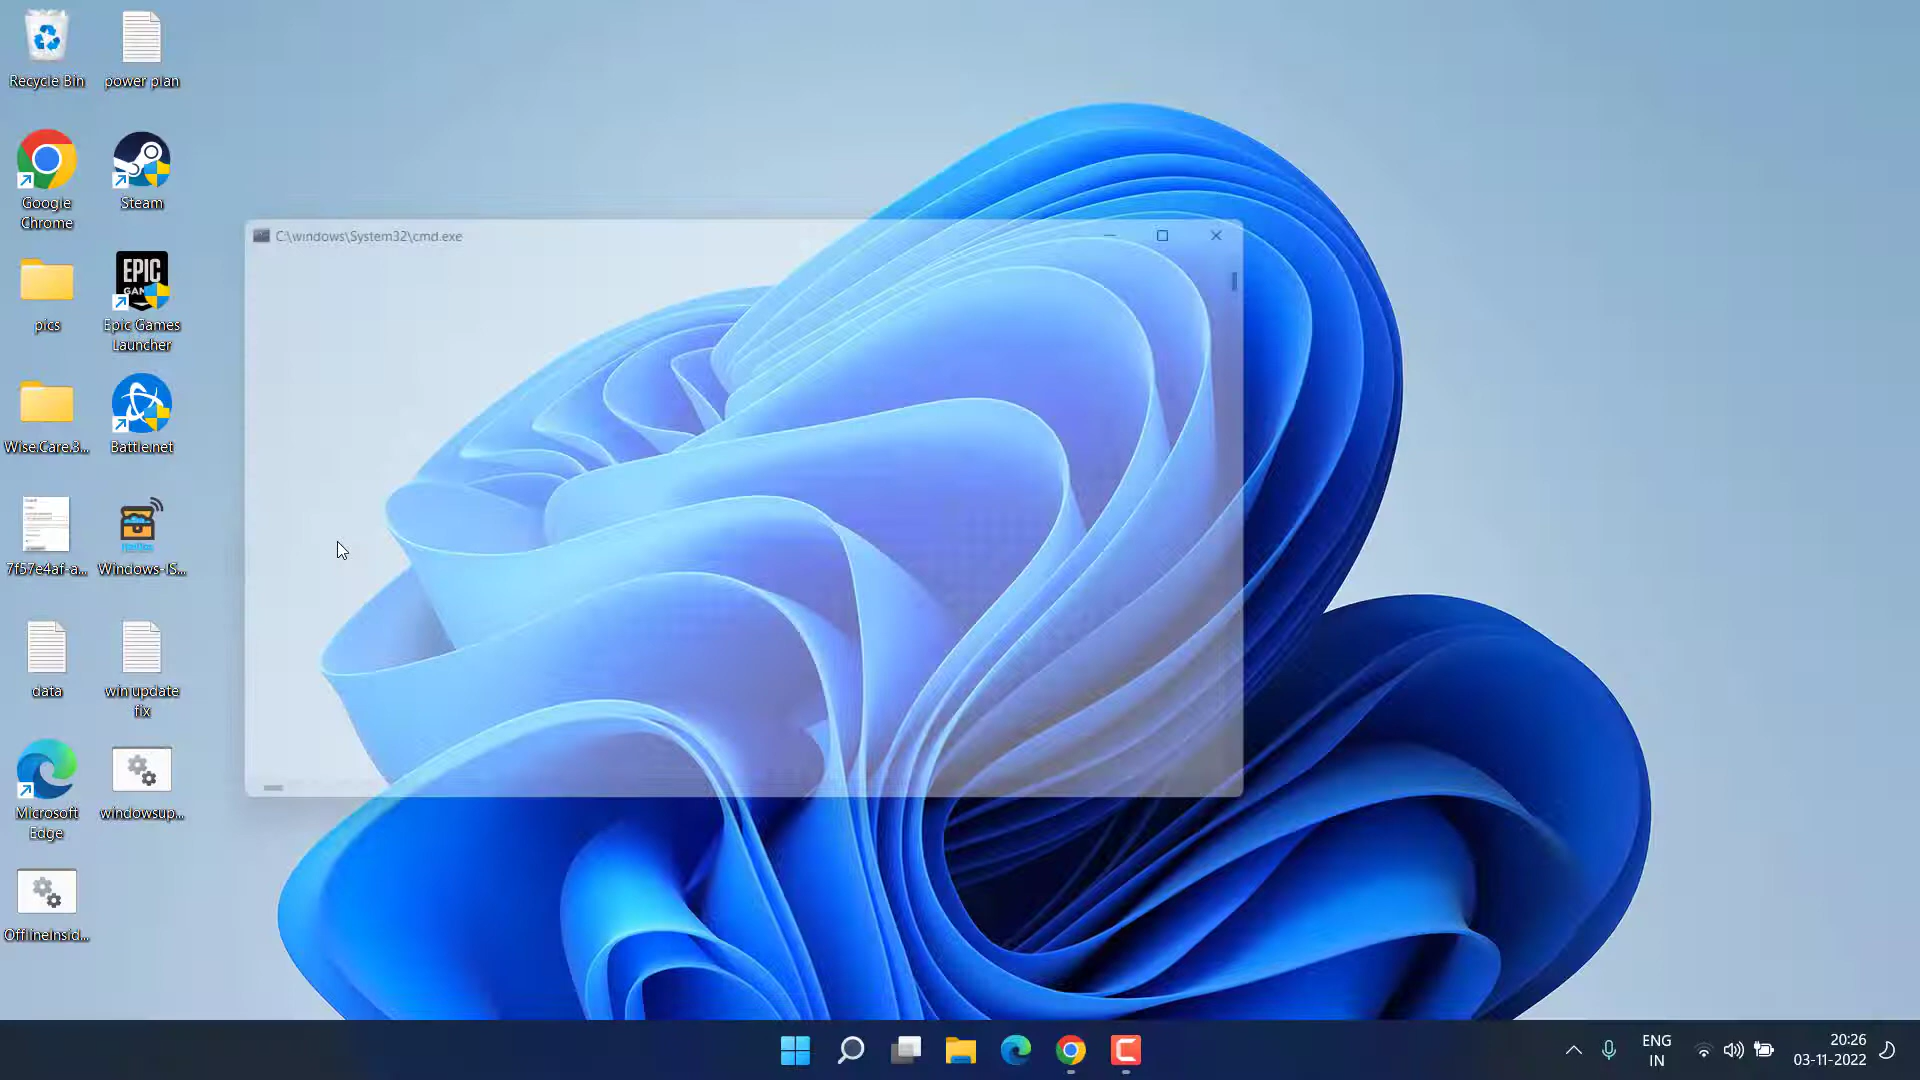 Recycle Bin
power plan
Google
Chrome
Steam
pics
EPIC
Epic Games
Launcher
Wise.Care.3...
Battle.net
7f57e4af-a...
Windows-IS...
data
win update
fix
Microsoft
Edge
windowsup...
OfflineInsid...
C:\windows\System32\cmd.exe
ENG
IN
20:26
03-11-2022